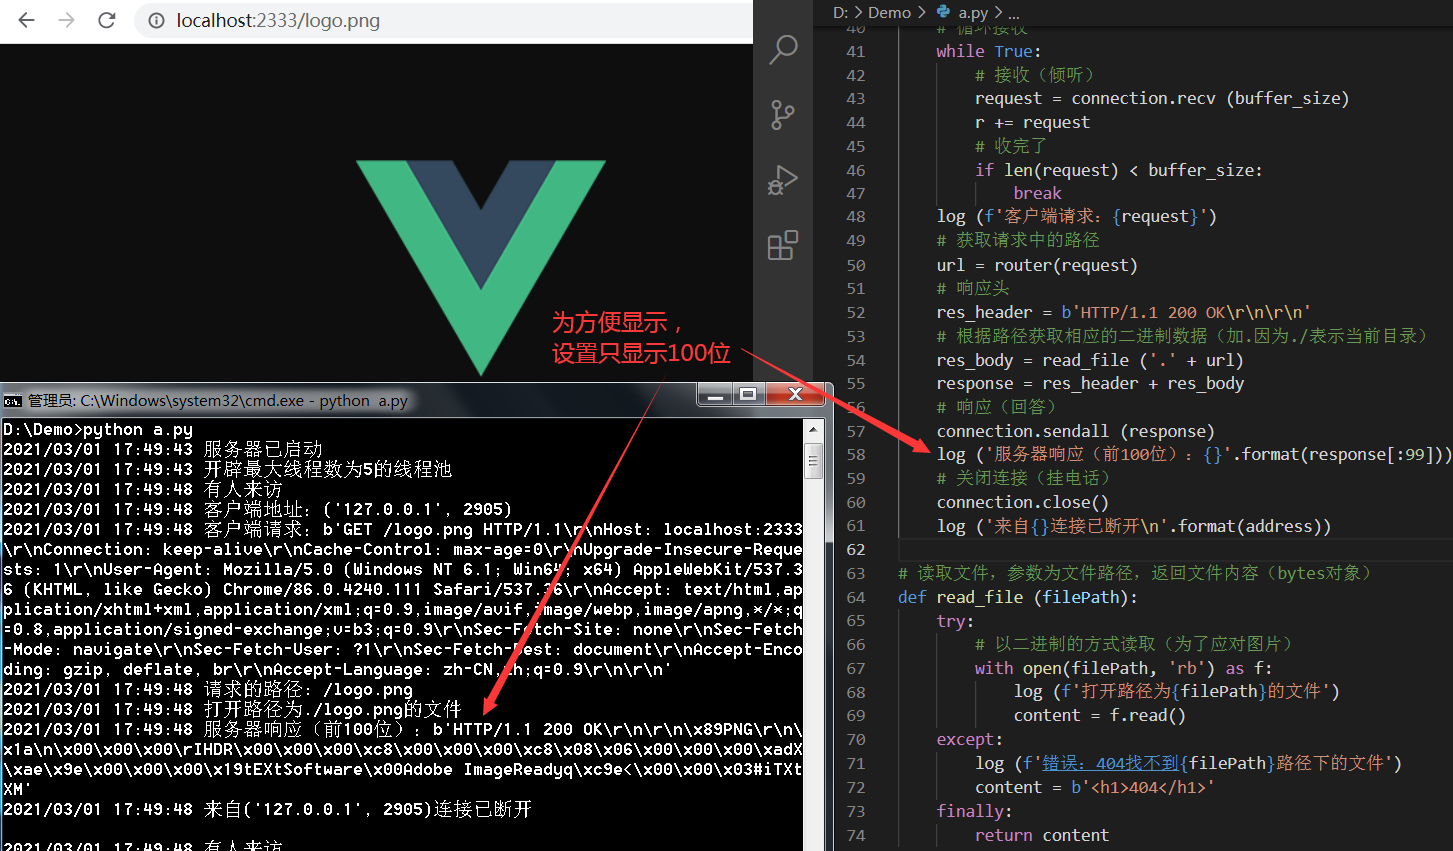 localhost:2333/logo.png
为方便显示，
设置只显示100位
管理员: C:\Windows\system32\cmd.exe - python  a.py
D:\Demo>python a.py
2021/03/01 17:49:43 服务器已启动
2021/03/01 17:49:43 开辟最大线程数为5的线程池
2021/03/01 17:49:48 有人来访
2021/03/01 17:49:48 客户端地址: ('127.0.0.1', 2905)
2021/03/01 17:49:48 客户端请求: b'GET /logo.png HTTP/1.1\r\nHost: localhost:2333
\r\nConnection: keep-alive\r\nCache-Control: max-age=0\r\nUpgrade-Insecure-Reque
sts: 1\r\nUser-Agent: Mozilla/5.0 (Windows NT 6.1; Win64; x64) AppleWebKit/537.3
6 (KHTML, like Gecko) Chrome/86.0.4240.111 Safari/537.36\r\nAccept: text/html,ap
plication/xhtml+xml,application/xml;q=0.9,image/avif,image/webp,image/apng,*/*;q
=0.8,application/signed-exchange;v=b3;q=0.9\r\nSec-Fetch-Site: none\r\nSec-Fetch
-Mode: navigate\r\nSec-Fetch-User: ?1\r\nSec-Fetch-Dest: document\r\nAccept-Enco
ding: gzip, deflate, br\r\nAccept-Language: zh-CN,zh;q=0.9\r\n\r\n'
2021/03/01 17:49:48 请求的路径: /logo.png
2021/03/01 17:49:48 打开路径为./logo.png的文件
2021/03/01 17:49:48 服务器响应（前100位）: b'HTTP/1.1 200 OK\r\n\r\n\x89PNG\r\n\
x1a\n\x00\x00\x00\rIHDR\x00\x00\x00\xc8\x00\x00\x00\xc8\x08\x06\x00\x00\x00\xadX
\xae\x9e\x00\x00\x00\x19tEXtSoftware\x00Adobe ImageReadyq\xc9e<\x00\x00\x03#iTXt
XM'
2021/03/01 17:49:48 来自('127.0.0.1', 2905)连接已断开
2021/03/01 17:49:48 有人来访
D: > Demo > a.py > ...
40 # 循环接收
41 while True:
42 # 接收（倾听）
43 request = connection.recv (buffer_size)
44 r += request
45 # 收完了
46 if len(request) < buffer_size:
47 break
48 log (f'客户端请求: {request}')
49 # 获取请求中的路径
50 url = router(request)
51 # 响应头
52 res_header = b'HTTP/1.1 200 OK\r\n\r\n'
53 # 根据路径获取相应的二进制数据（加.因为./表示当前目录）
54 res_body = read_file ('.' + url)
55 response = res_header + res_body
56 # 响应（回答）
57 connection.sendall (response)
58 log ('服务器响应（前100位）: {}'.format(response[:99]))
59 # 关闭连接（挂电话）
60 connection.close()
61 log ('来自{}连接已断开\n'.format(address))
62
63 # 读取文件，参数为文件路径，返回文件内容（bytes对象）
64 def read_file (filePath):
65 try:
66 # 以二进制的方式读取（为了应对图片）
67 with open(filePath, 'rb') as f:
68 log (f'打开路径为{filePath}的文件')
69 content = f.read()
70 except:
71 log (f'错误: 404找不到{filePath}路径下的文件')
72 content = b'<h1>404</h1>'
73 finally:
74 return content